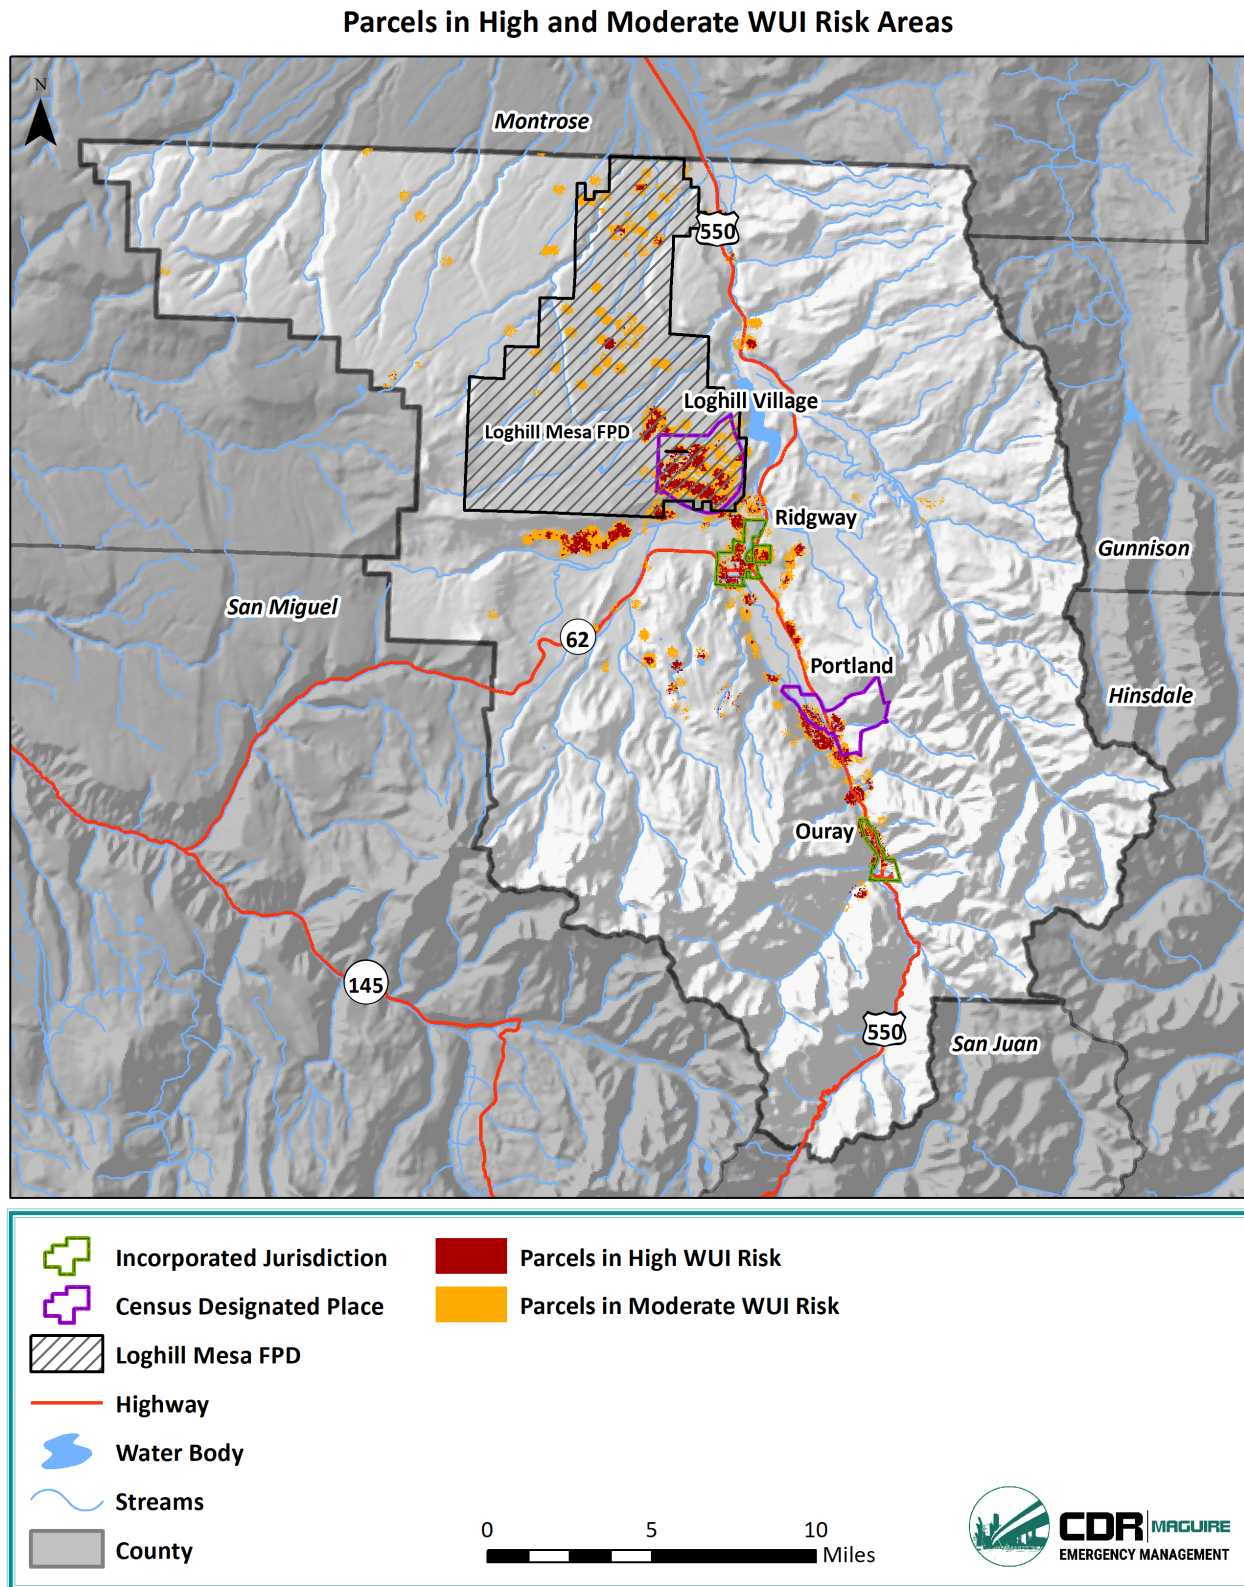 Parcels in High and Moderate WUI Risk Areas
N
Montrose
550
Loghill Village
Loghill Mesa FPD
Ridgway
Gunnison
San Miguel
62
Portland
Hinsdale
Ouray
145
550
San Juan
Incorporated Jurisdiction
Parcels in High WUI Risk
Census Designated Place
Parcels in Moderate WUI Risk
Loghill Mesa FPD
Highway
Water Body
Streams
County
0 5 10
Miles
CDR MAGUIRE
EMERGENCY MANAGEMENT